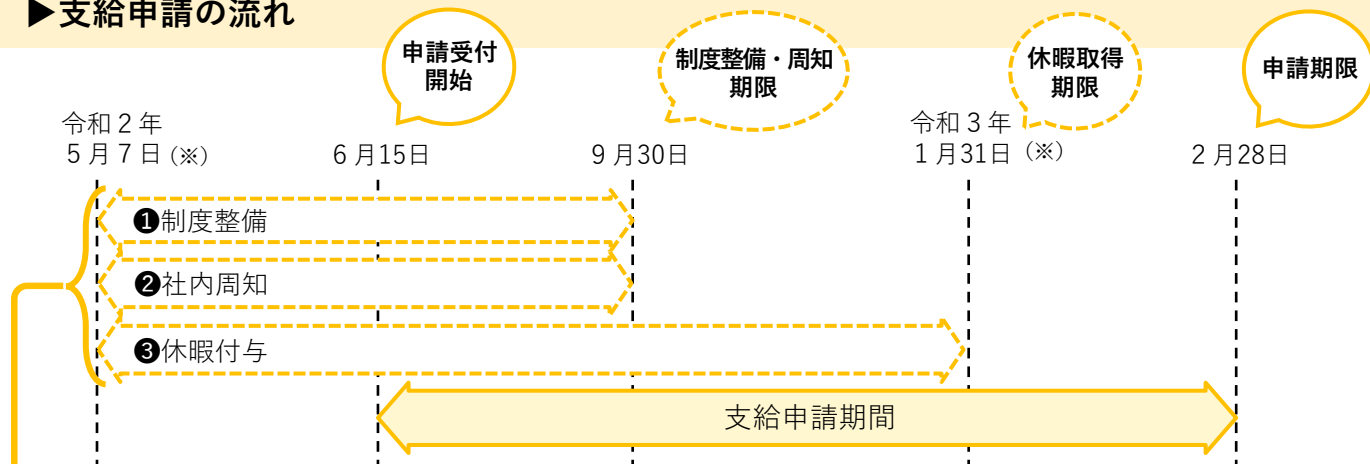 ▶支給申請の流れ
申請受付
開始
制度整備・周知
期限
休暇取得
期限
申請期限
令和２年
５月７日(※)
６月15日
９月30日
令和３年
１月31日(※)
２月28日
❶制度整備
❷社内周知
❸休暇付与
支給申請期間